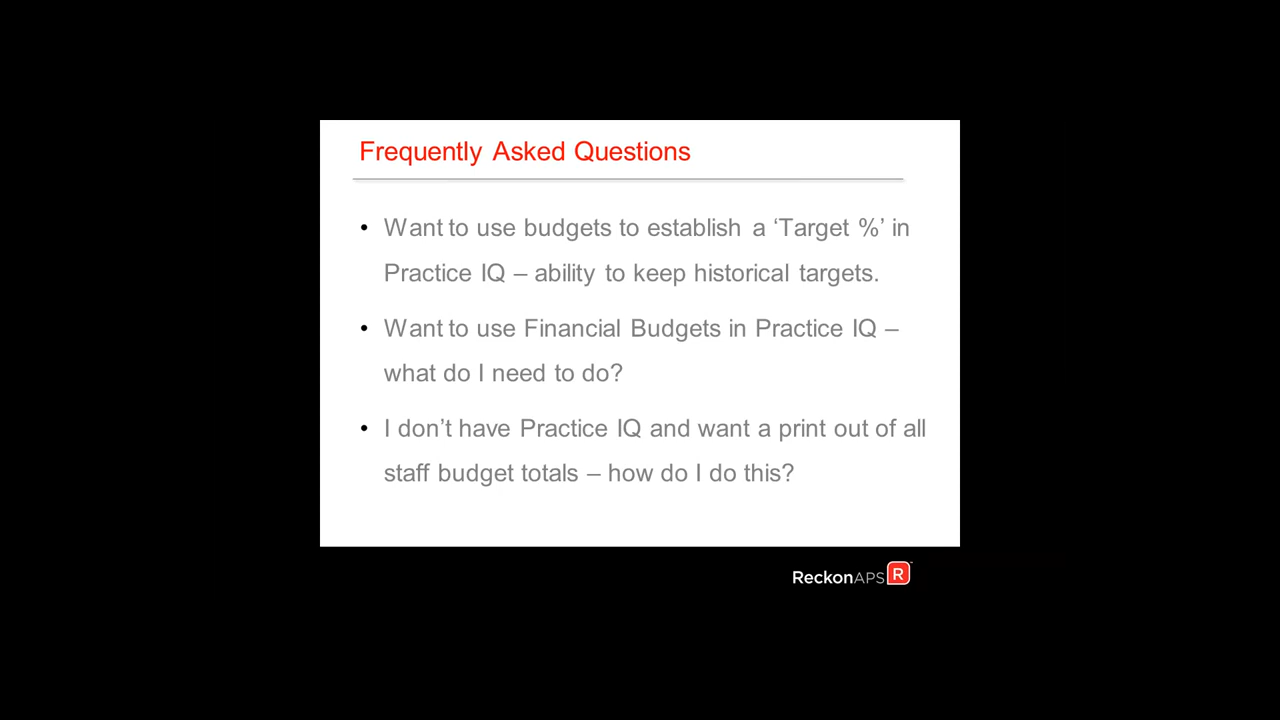 Frequently Asked Questions
• Want to use budgets to establish a ‘Target %’ in
Practice IQ – ability to keep historical targets.
• Want to use Financial Budgets in Practice IQ –
what do I need to do?
• I don’t have Practice IQ and want a print out of all
staff budget totals – how do I do this?
ReckonAPS R